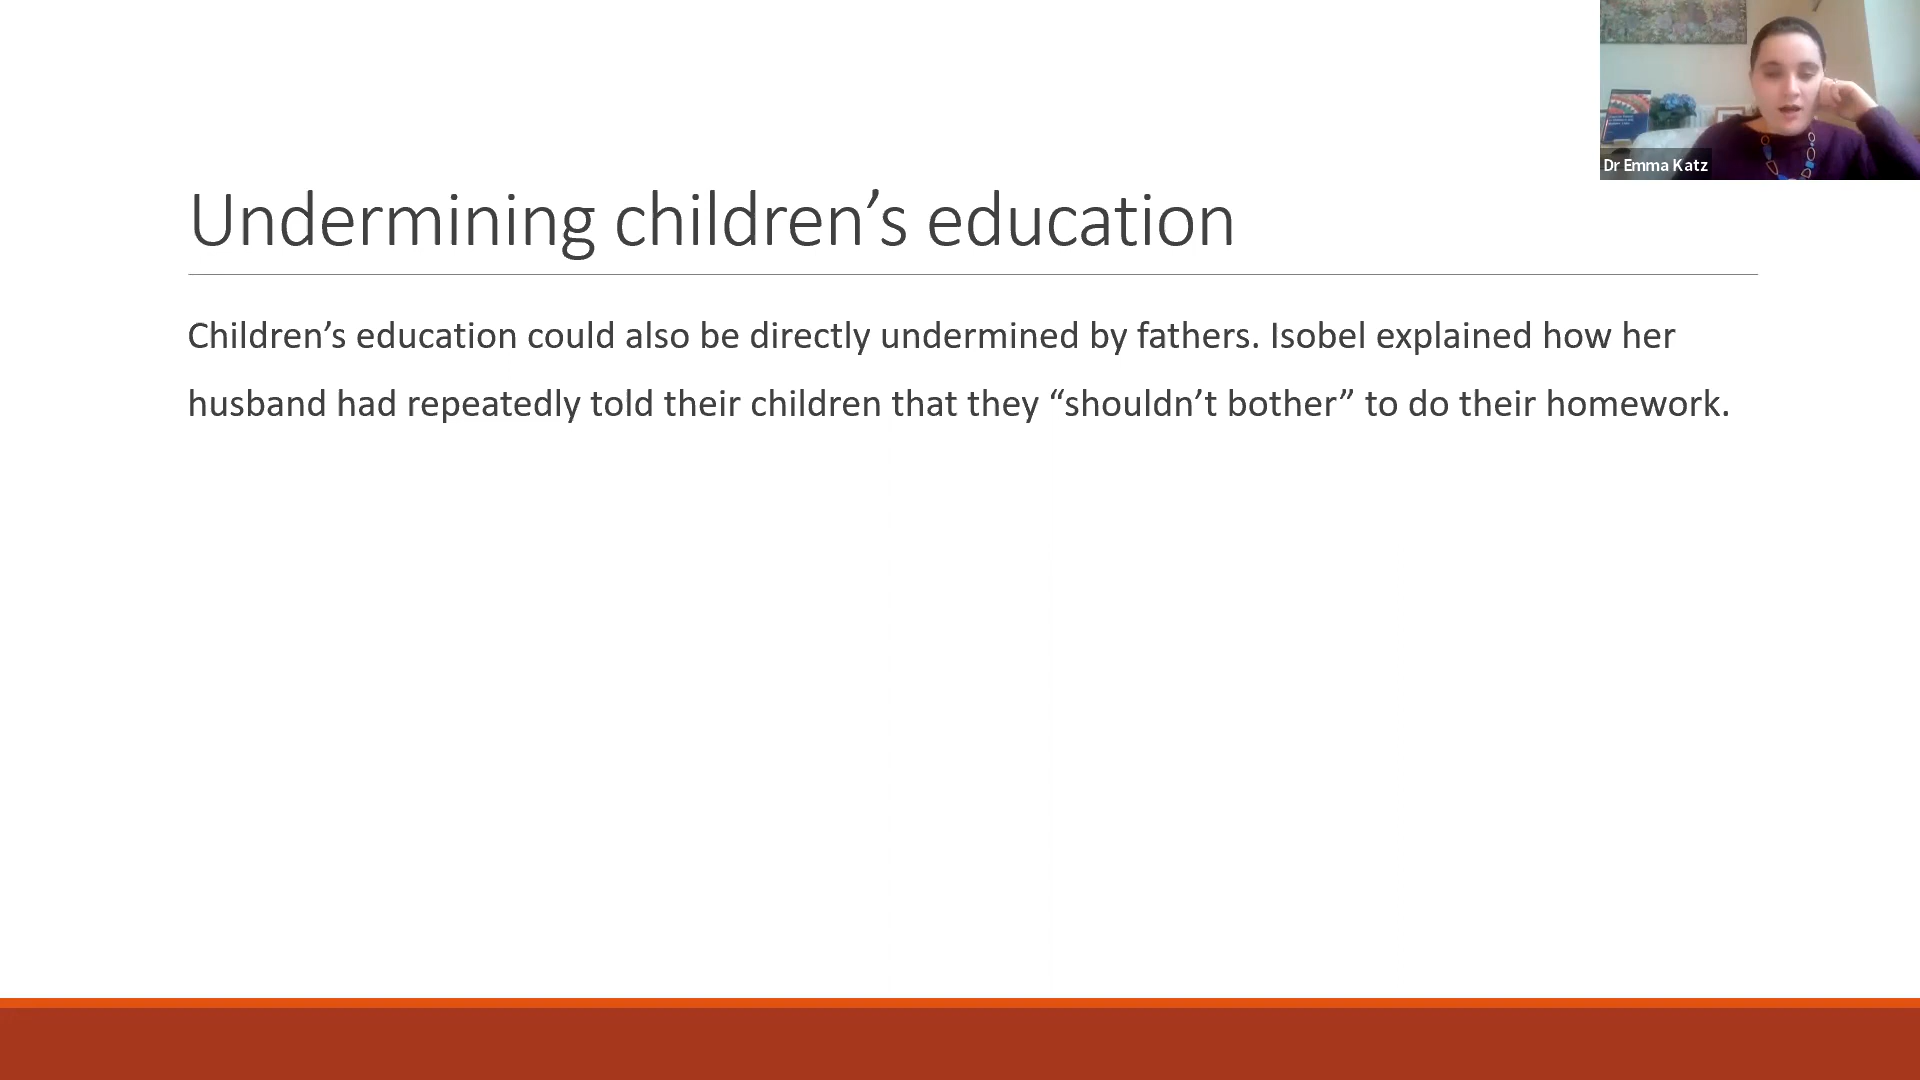 Dr Emma Katz
Undermining children’s education
Children’s education could also be directly undermined by fathers. Isobel explained how her
husband had repeatedly told their children that they “shouldn’t bother” to do their homework.